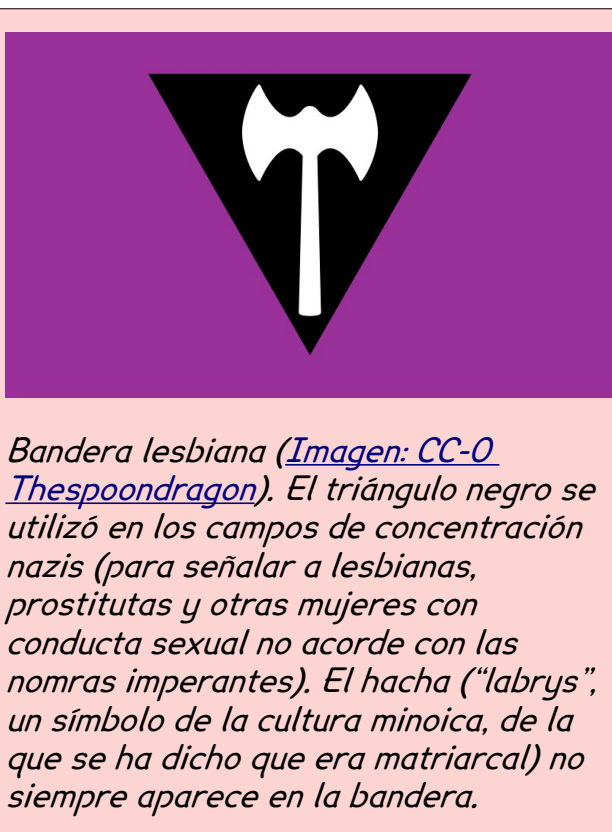 Bandera lesbiana (Imagen: CC-0
Thespoondragon). El triángulo negro se
utilizó en los campos de concentración
nazis (para señalar a lesbianas,
prostitutas y otras mujeres con
conducta sexual no acorde con las
nomras imperantes). El hacha (“labrys”,
un símbolo de la cultura minoica, de la
que se ha dicho que era matriarcal) no
siempre aparece en la bandera.